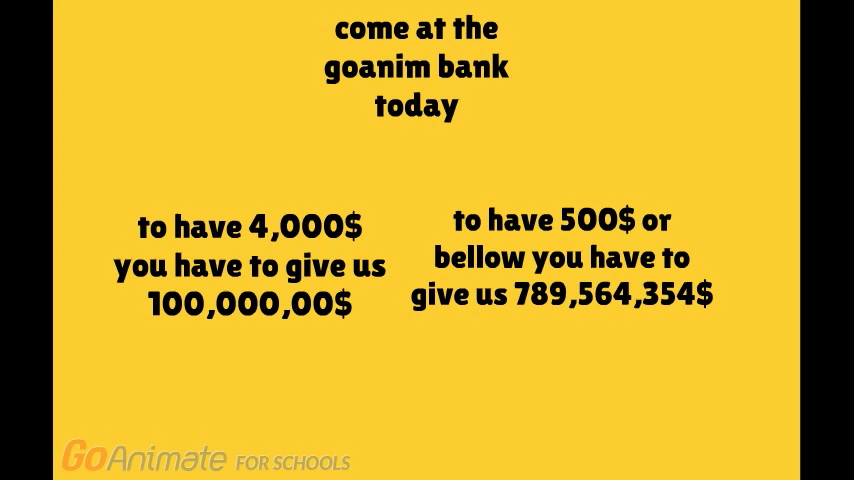 come at the
goanim bank
today
to have 4,000$
you have to give us
100,000,00$
to have 500$ or
bellow you have to
give us 789,564,354$
GoAnimate FOR SCHOOLS